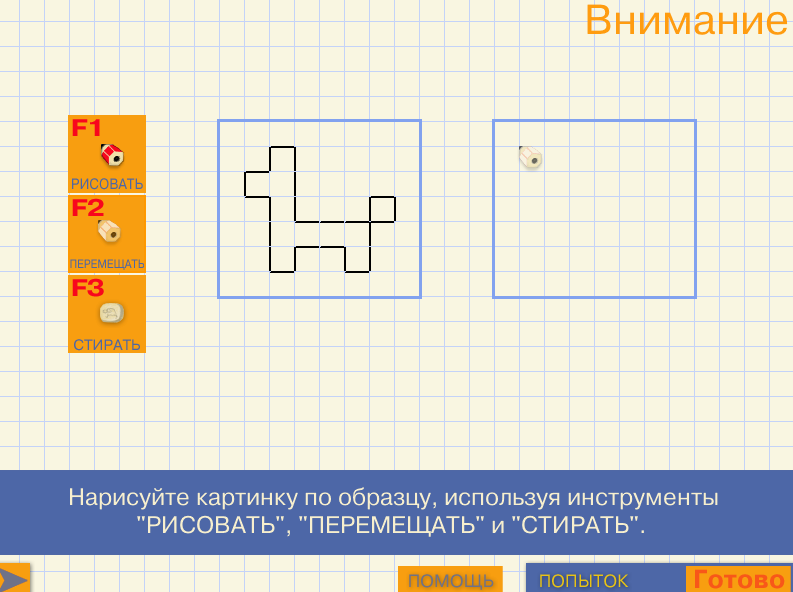 Внимание
F1
РИСОВАТЬ
F2
ПЕРЕМЕЩАТЬ
F3
СТИРАТЬ
Нарисуйте картинку по образцу, используя инструменты
"РИСОВАТЬ", "ПЕРЕМЕЩАТЬ" и "СТИРАТЬ".
ПОМОЩЬ
ПОПЫТОК
Готово